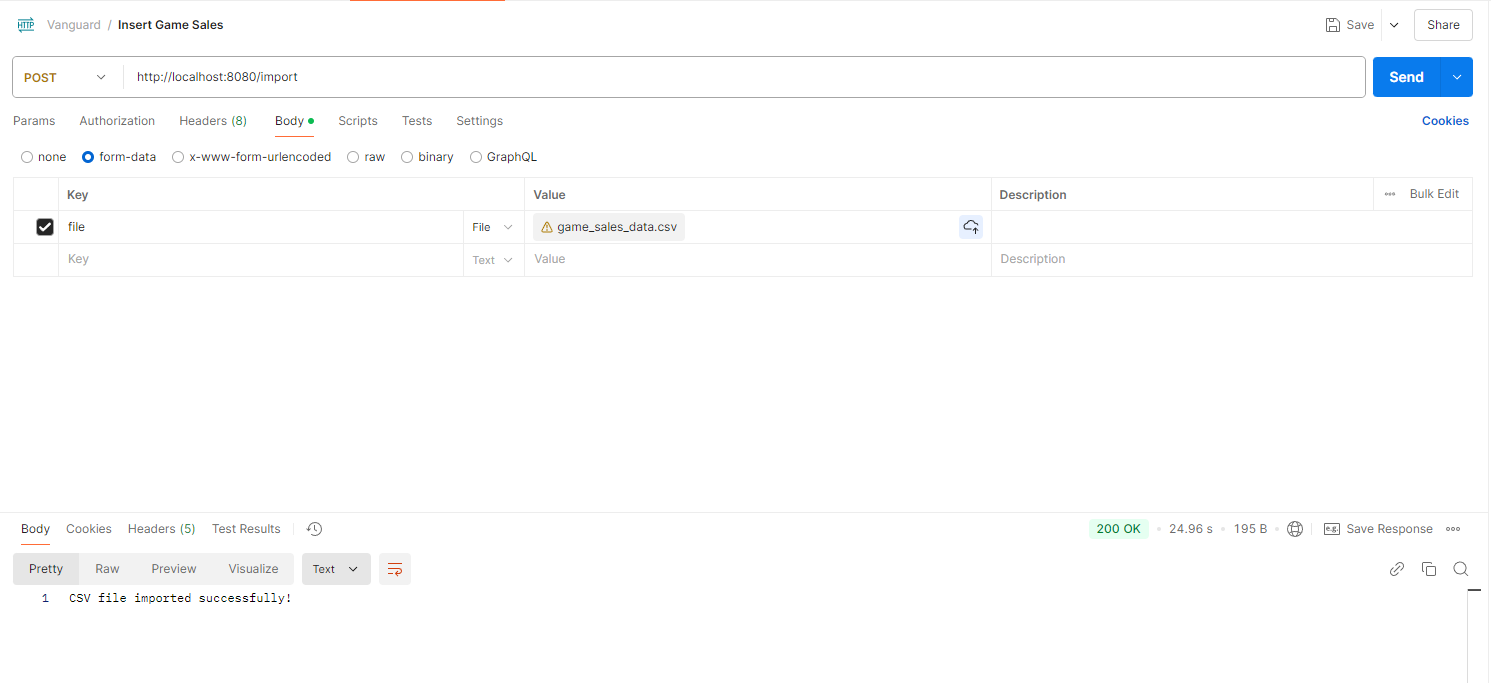 HTTP Vanguard / Insert Game Sales Save Share
POST http://localhost:8080/import Send
Params Authorization Headers (8) Body Scripts Tests Settings Cookies
none form-data x-www-form-urlencoded raw binary GraphQL
Key Value Description Bulk Edit
file File game_sales_data.csv
Key Text Value Description
Body Cookies Headers (5) Test Results 200 OK 24.96 s 195 B e.g. Save Response
Pretty Raw Preview Visualize Text
1 CSV file imported successfully!